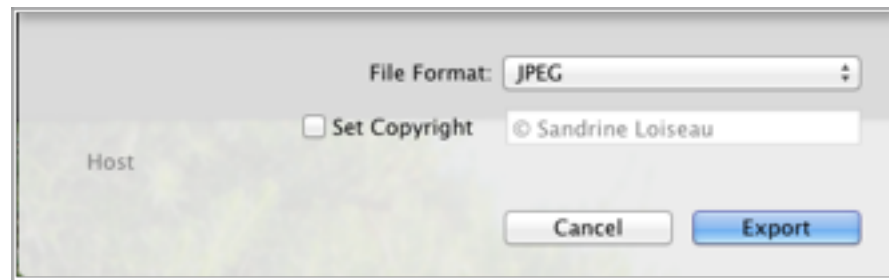 File Format: JPEG
Set Copyright © Sandrine Loiseau
Host
Cancel Export